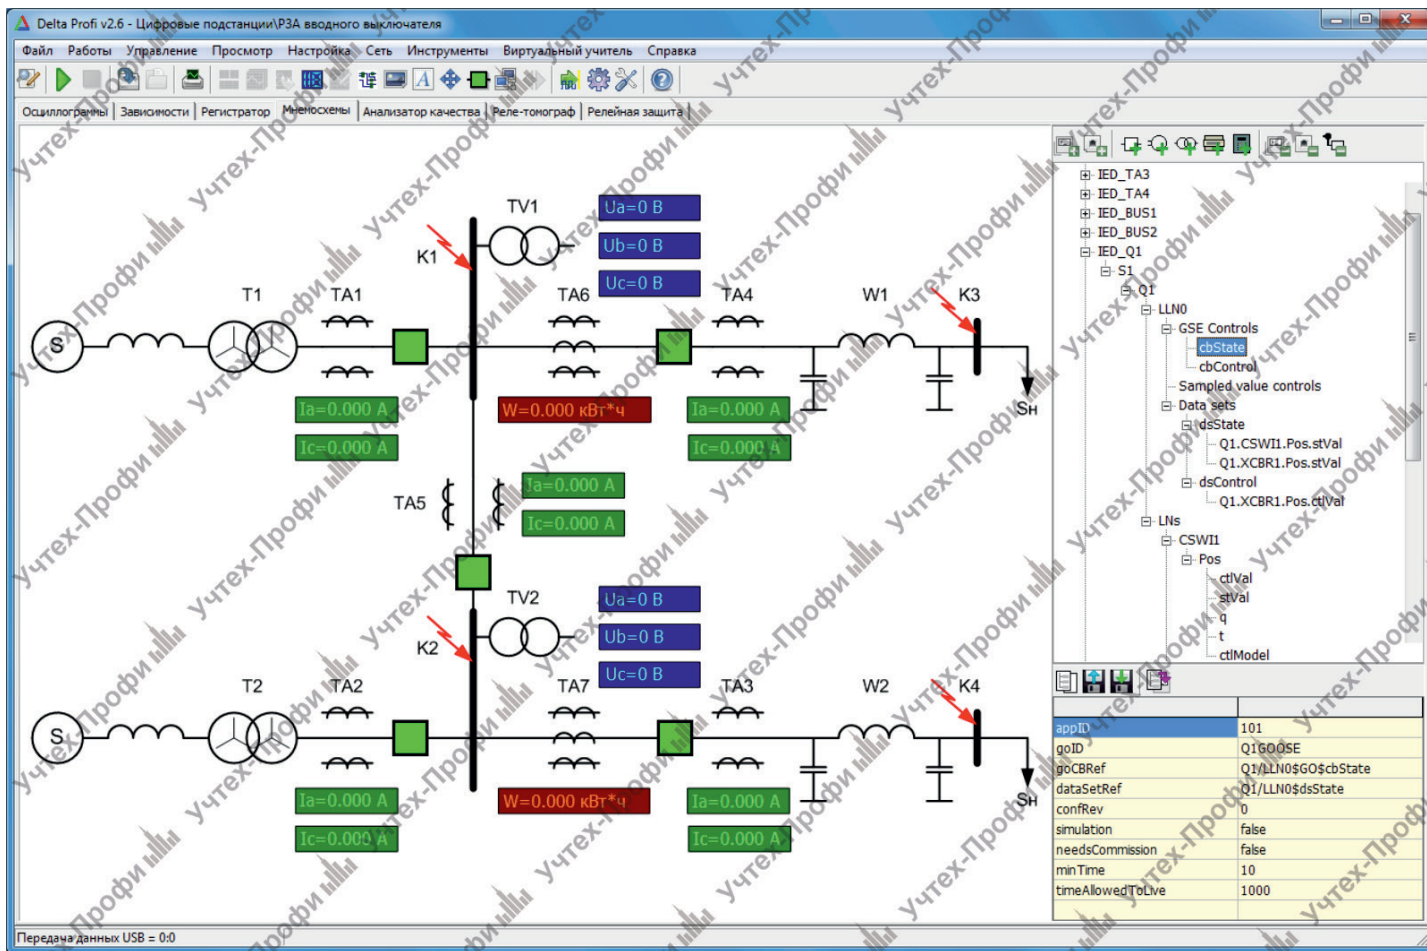 Delta Profi v2.6 - Цифровые подстанции\РЗА вводного выключателя
Файл Работы Управление Просмотр Настройка Сеть Инструменты Виртуальный учитель Справка
Осциллограммы Зависимости Регистратор Мнемосхемы Анализатор качества Реле-томограф Релейная защита
TV1
Ua=0 В
Ub=0 В
Uc=0 В
K1
T1
TA1
TA6
TA4
W1
K3
S
Ia=0.000 A
Ic=0.000 A
W=0.000 кВт*ч
Ia=0.000 A
Ic=0.000 A
Sн
TA5
Ia=0.000 A
Ic=0.000 A
TV2
Ua=0 В
Ub=0 В
Uc=0 В
K2
T2
TA2
TA7
TA3
W2
K4
S
Ia=0.000 A
Ic=0.000 A
W=0.000 кВт*ч
Ia=0.000 A
Ic=0.000 A
Sн
IED_TA3
IED_TA4
IED_BUS1
IED_BUS2
IED_Q1
S1
Q1
LLN0
GSE Controls
cbState
cbControl
Sampled value controls
Data sets
dsState
Q1.CSWI1.Pos.stVal
Q1.XCBR1.Pos.stVal
dsControl
Q1.XCBR1.Pos.ctlVal
LNs
CSWI1
Pos
ctlVal
stVal
q
t
ctlModel
appID 101
goID Q1GOOSE
goCBRef Q1/LLN0$GO$cbState
dataSetRef Q1/LLN0$dsState
confRev 0
simulation false
needsCommission false
minTime 10
timeAllowedToLive 1000
Передача данных USB = 0:0
Учтех-Профи